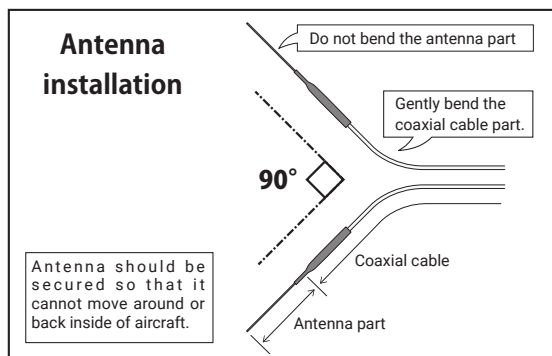 Antenna
installation
Do not bend the antenna part
Gently bend the
coaxial cable part.
90°
Antenna should be
secured so that it
cannot move around or
back inside of aircraft.
Coaxial cable
Antenna part